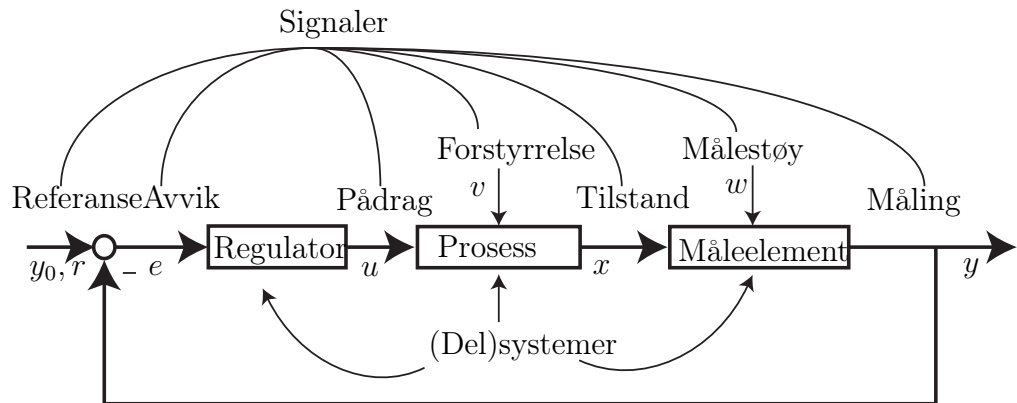 Signaler
Forstyrrelse Målestøy
ReferanseAvvik Pådrag v Tilstand w Måling
Regulator Prosess Måleelement
y₀, r – e u x y
(Del)systemer